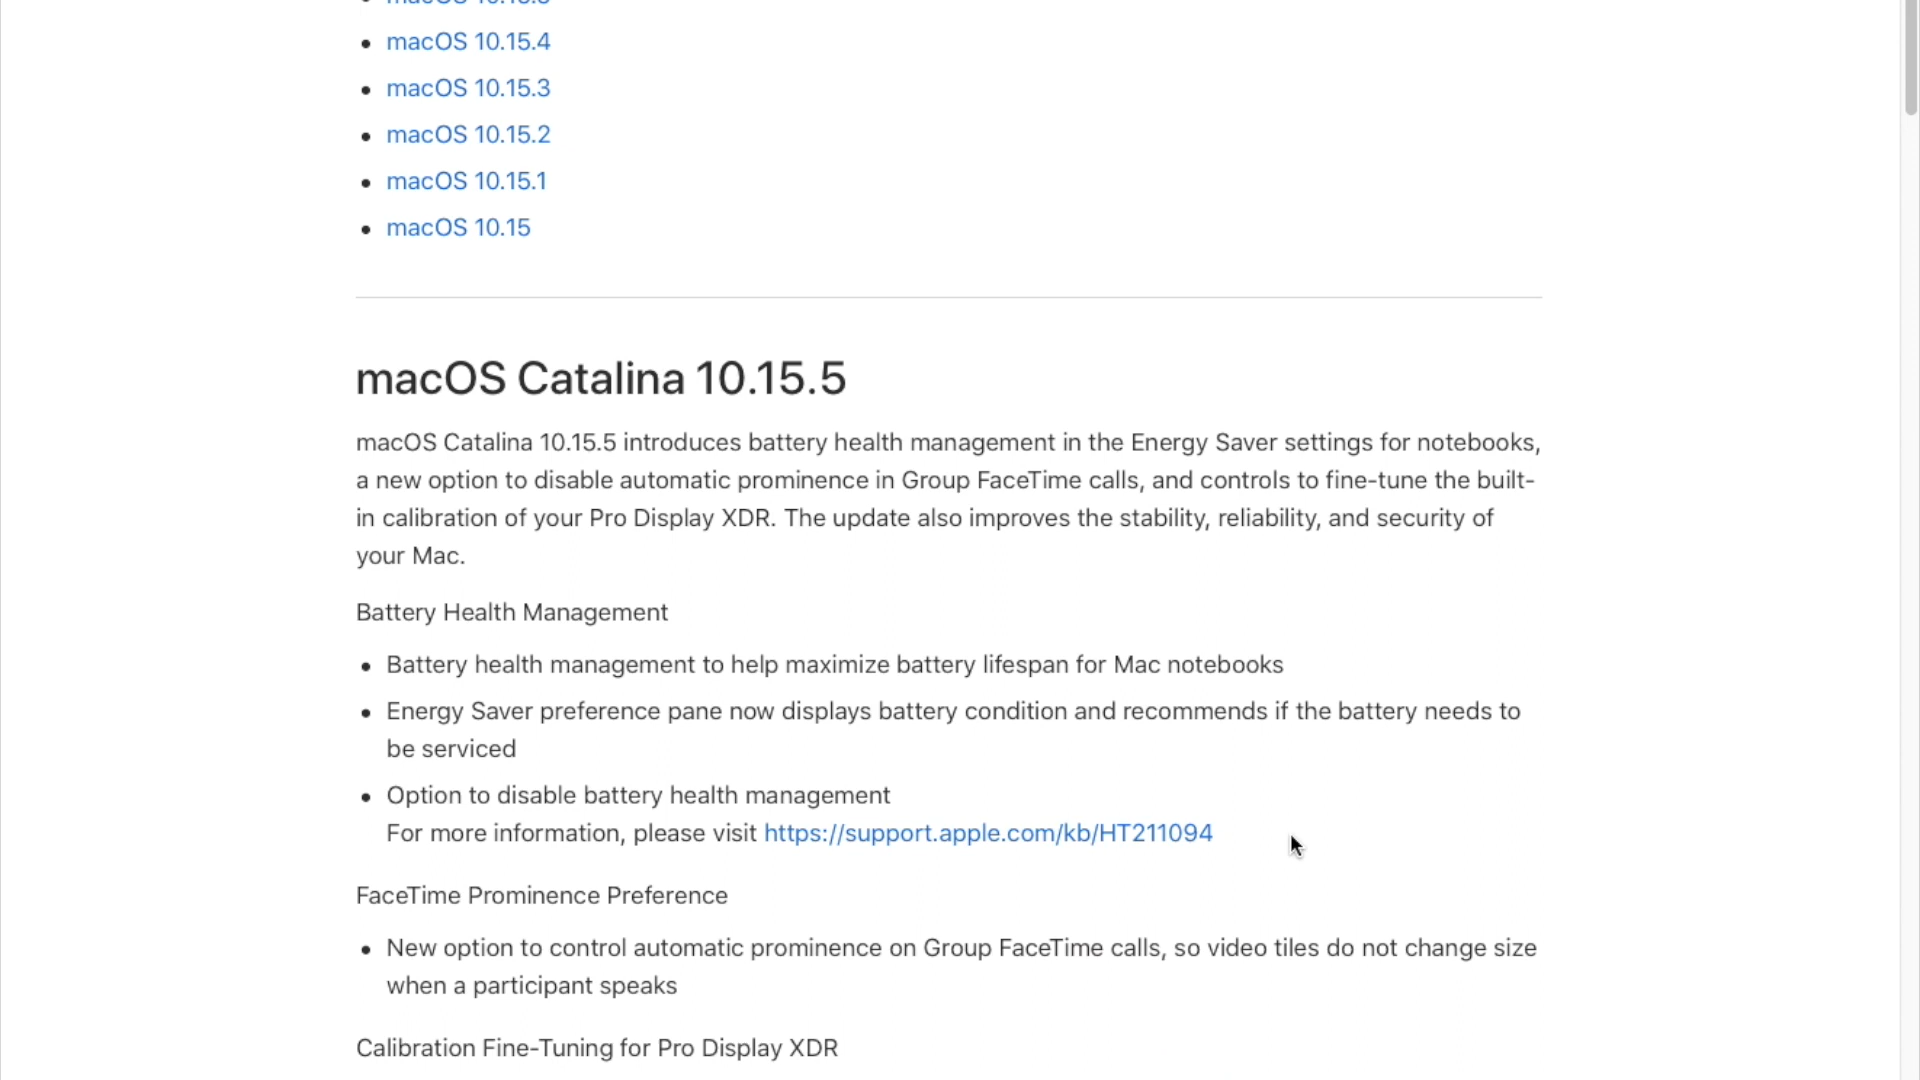 macOS 10.15.4
macOS 10.15.3
macOS 10.15.2
macOS 10.15.1
macOS 10.15
macOS Catalina 10.15.5
macOS Catalina 10.15.5 introduces battery health management in the Energy Saver settings for notebooks,
a new option to disable automatic prominence in Group FaceTime calls, and controls to fine-tune the built-
in calibration of your Pro Display XDR. The update also improves the stability, reliability, and security of
your Mac.
Battery Health Management
Battery health management to help maximize battery lifespan for Mac notebooks
Energy Saver preference pane now displays battery condition and recommends if the battery needs to
be serviced
Option to disable battery health management
For more information, please visit https://support.apple.com/kb/HT211094
FaceTime Prominence Preference
New option to control automatic prominence on Group FaceTime calls, so video tiles do not change size
when a participant speaks
Calibration Fine-Tuning for Pro Display XDR